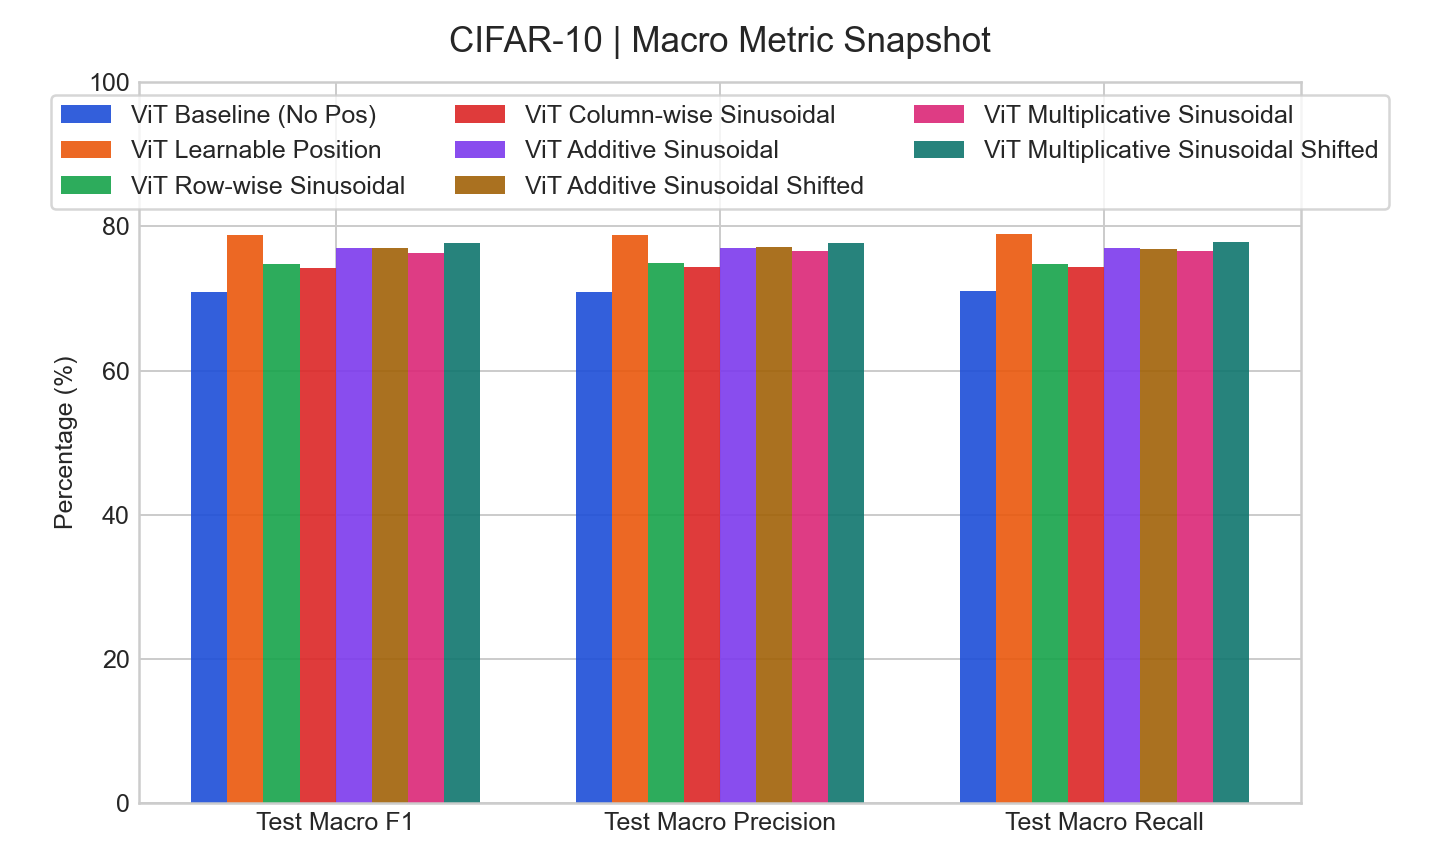 CIFAR-10 | Macro Metric Snapshot
100
ViT Baseline (No Pos)
ViT Learnable Position
ViT Row-wise Sinusoidal
ViT Column-wise Sinusoidal
ViT Additive Sinusoidal
ViT Additive Sinusoidal Shifted
ViT Multiplicative Sinusoidal
ViT Multiplicative Sinusoidal Shifted
80
60
40
20
0
Percentage (%)
Test Macro F1
Test Macro Precision
Test Macro Recall